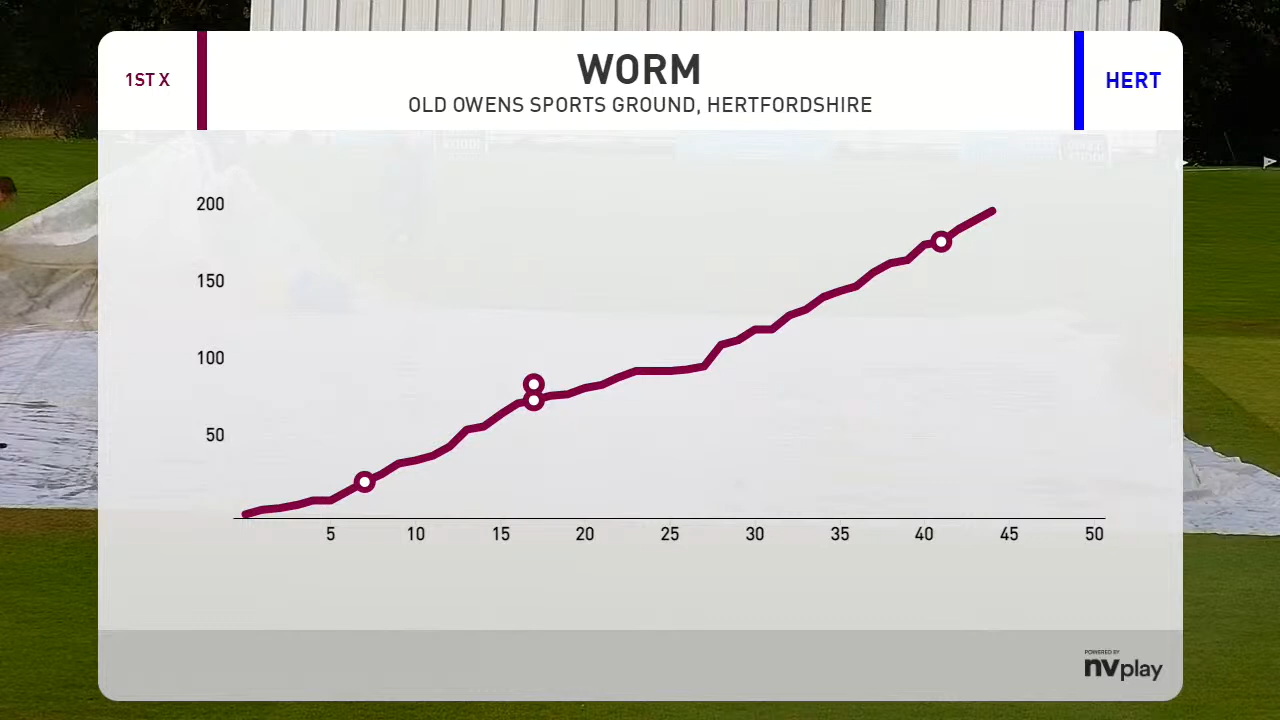 1ST X
WORM
OLD OWENS SPORTS GROUND, HERTFORDSHIRE
HERT
200
150
100
50
5 10 15 20 25 30 35 40 45 50
POWERED BY
nvplay